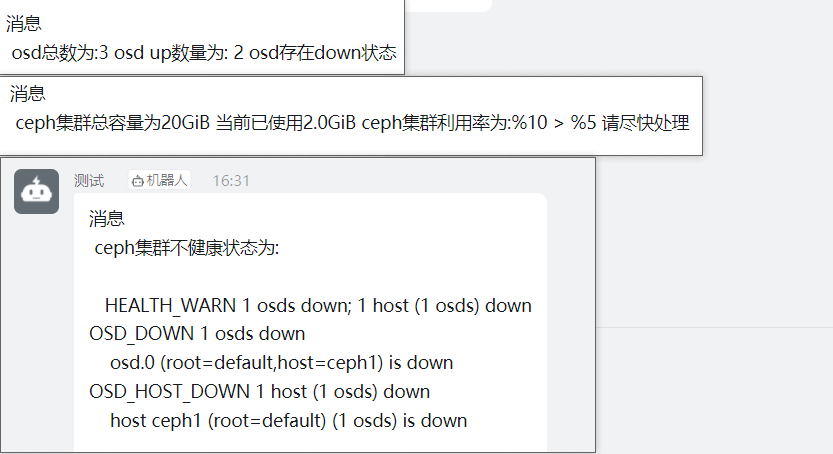 消息
osd总数为:3 osd up数量为: 2 osd存在down状态
消息
ceph集群总容量为20GiB 当前已使用2.0GiB ceph集群利用率为:%10 > %5 请尽快处理
测试 机器人 16:31
消息
ceph集群不健康状态为:
HEALTH_WARN 1 osds down; 1 host (1 osds) down
OSD_DOWN 1 osds down
osd.0 (root=default,host=ceph1) is down
OSD_HOST_DOWN 1 host (1 osds) down
host ceph1 (root=default) (1 osds) is down